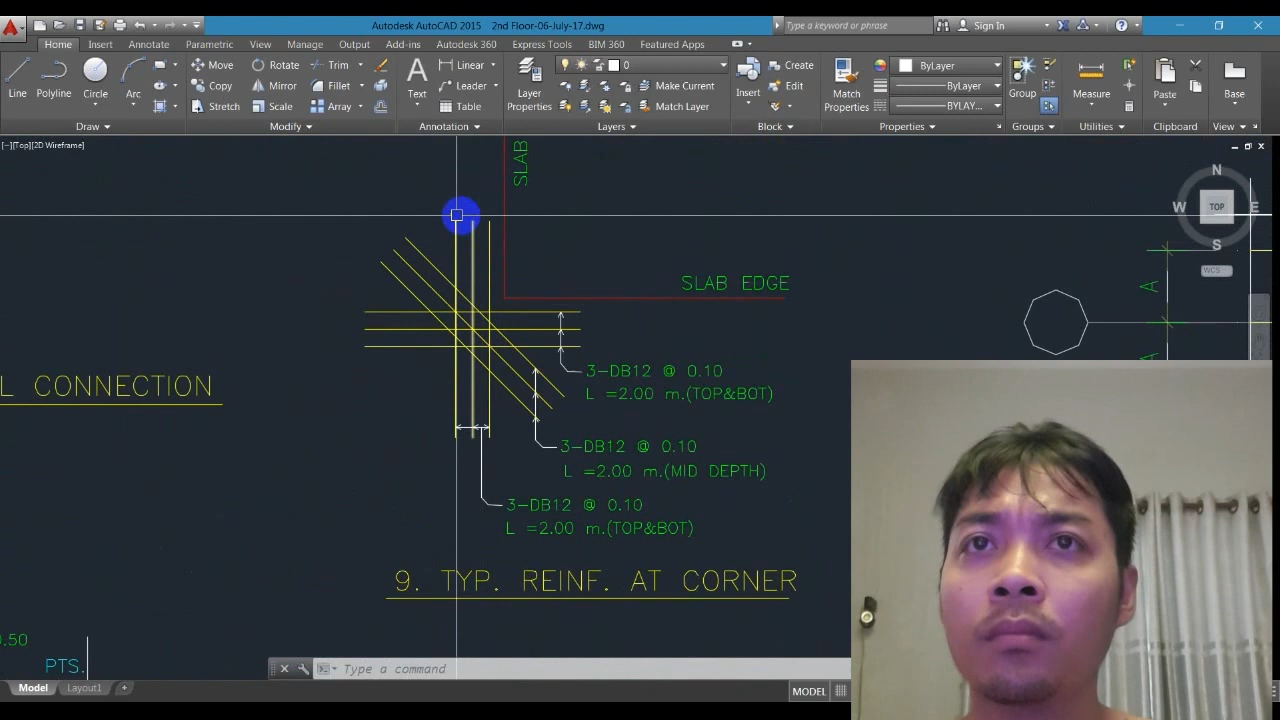 Autodesk AutoCAD 2015 2nd Floor-06-July-17.dwg
Type a keyword or phrase
Sign In
Home Insert Annotate Parametric View Manage Output Add-ins Autodesk 360 Express Tools BIM 360 Featured Apps
Line Polyline Circle Arc
Move Rotate Trim
Copy Mirror Fillet
Stretch Scale Array
Text
Linear
Leader
Table
Layer Properties
0
Make Current
Match Layer
Insert
Create
Edit
Match Properties
ByLayer
ByLayer
BYLAY...
Group
Measure
Paste
Base
Draw Modify Annotation Layers Block Properties Groups Utilities Clipboard View
[–][Top][2D Wireframe]
SLAB
N
W TOP E
S
WCS
SLAB EDGE
A
A
3-DB12 @ 0.10
L =2.00 m.(TOP&BOT)
L CONNECTION
3-DB12 @ 0.10
L =2.00 m.(MID DEPTH)
3-DB12 @ 0.10
L =2.00 m.(TOP&BOT)
9. TYP. REINF. AT CORNER
0.50
PTS.
Type a command
Model Layout1 +
MODEL